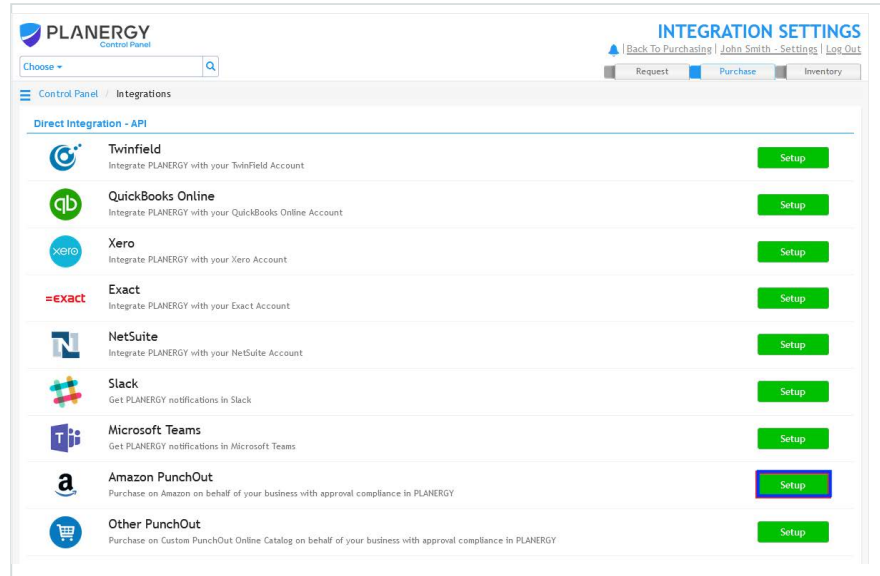 PLANERGY
Control Panel
INTEGRATION SETTINGS
Back To Purchasing | John Smith - Settings | Log Out
Choose
Request Purchase Inventory
Control Panel / Integrations
Direct Integration - API
Twinfield
Integrate PLANERGY with your TwinField Account
Setup
qb
QuickBooks Online
Integrate PLANERGY with your QuickBooks Online Account
Setup
xero
Xero
Integrate PLANERGY with your Xero Account
Setup
=exact
Exact
Integrate PLANERGY with your Exact Account
Setup
N
NetSuite
Integrate PLANERGY with your NetSuite Account
Setup
Slack
Get PLANERGY notifications in Slack
Setup
T
Microsoft Teams
Get PLANERGY notifications in Microsoft Teams
Setup
a
Amazon PunchOut
Purchase on Amazon on behalf of your business with approval compliance in PLANERGY
Setup
Other PunchOut
Purchase on Custom PunchOut Online Catalog on behalf of your business with approval compliance in PLANERGY
Setup